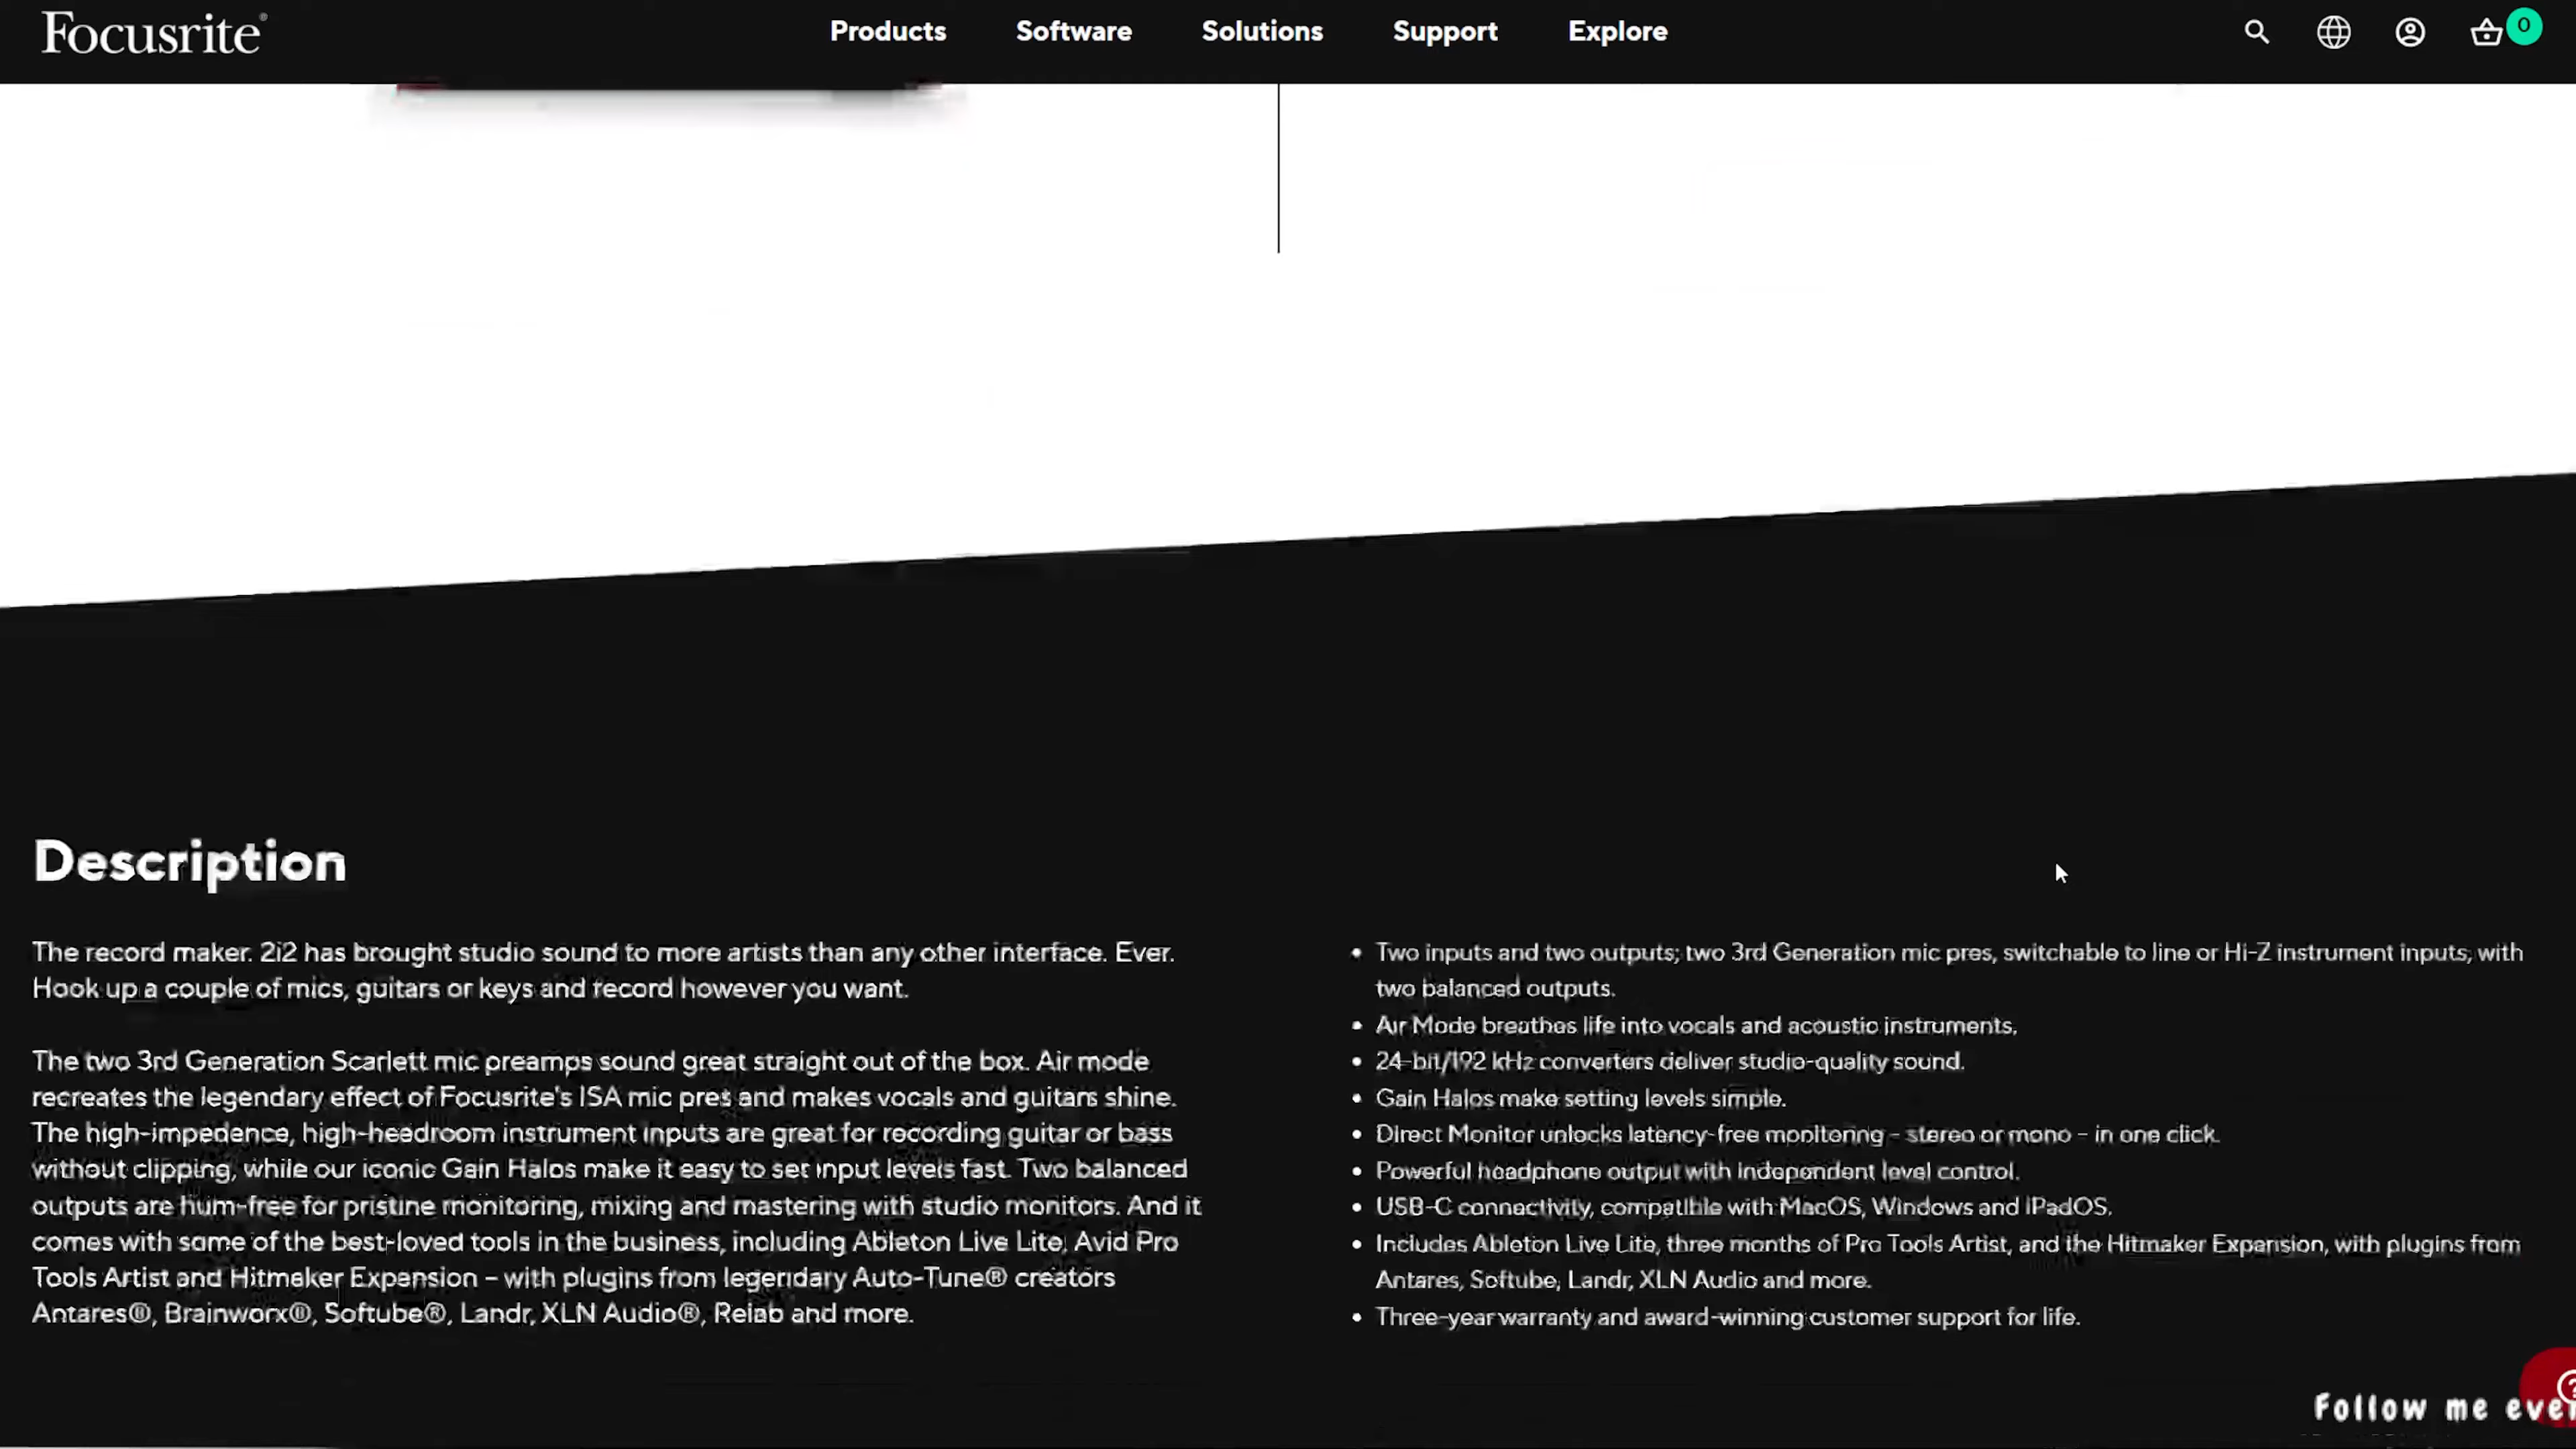 Focusrite®
Products Software Solutions Support Explore
0
Description
The record maker. 2i2 has brought studio sound to more artists than any other interface. Ever.
Hook up a couple of mics, guitars or keys and record however you want.
The two 3rd Generation Scarlett mic preamps sound great straight out of the box. Air mode
recreates the legendary effect of Focusrite's ISA mic pres and makes vocals and guitars shine.
The high-impedence, high-headroom instrument inputs are great for recording guitar or bass
without clipping, while our iconic Gain Halos make it easy to set input levels fast. Two balanced
outputs are hum-free for pristine monitoring, mixing and mastering with studio monitors. And it
comes with some of the best-loved tools in the business, including Ableton Live Lite, Avid Pro
Tools Artist and Hitmaker Expansion – with plugins from legendary Auto-Tune® creators
Antares®, Brainworx®, Softube®, Landr, XLN Audio®, Relab and more.
• Two inputs and two outputs; two 3rd Generation mic pres, switchable to line or Hi-Z instrument inputs, with
two balanced outputs.
• Air Mode breathes life into vocals and acoustic instruments,
• 24-bit/192 kHz converters deliver studio-quality sound.
• Gain Halos make setting levels simple.
• Direct Monitor unlocks latency-free monitoring – stereo or mono – in one click.
• Powerful headphone output with independent level control.
• USB-C connectivity, compatible with MacOS, Windows and iPadOS.
• Includes Ableton Live Lite, three months of Pro Tools Artist, and the Hitmaker Expansion, with plugins from
Antares, Softube, Landr, XLN Audio and more.
• Three-year warranty and award-winning customer support for life.
Follow me ever